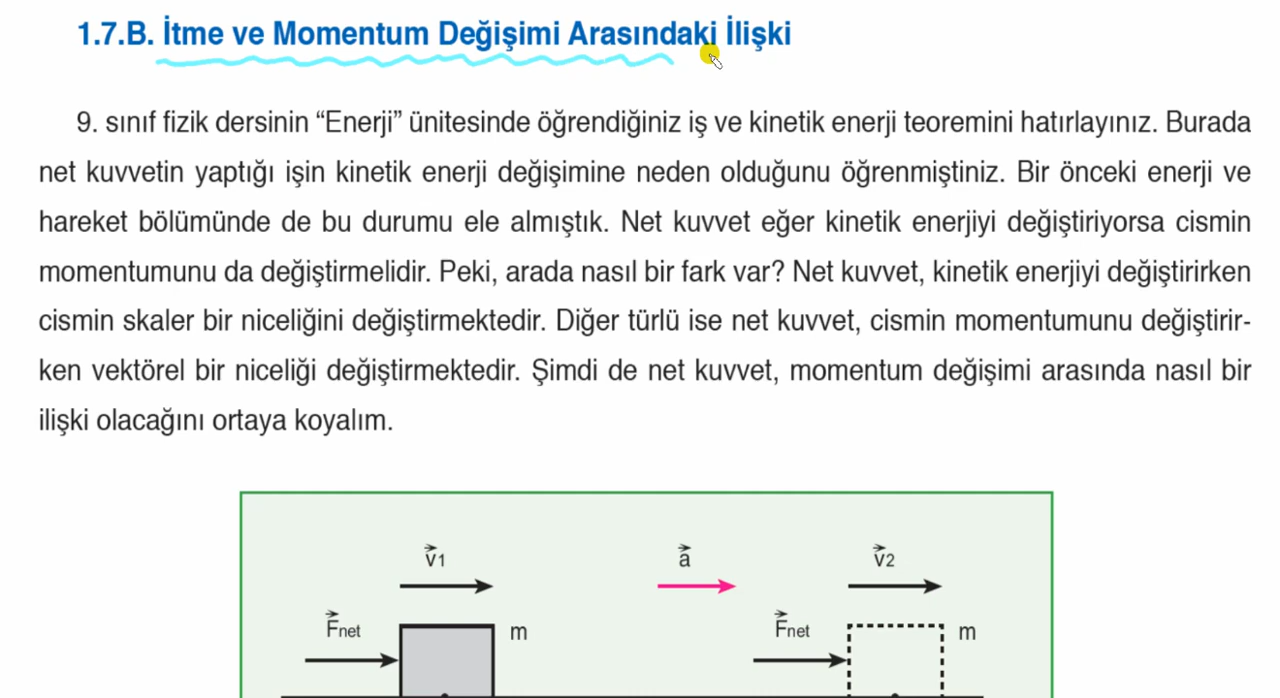 1.7.B. İtme ve Momentum Değişimi Arasındaki İlişki
9. sınıf fizik dersinin “Enerji” ünitesinde öğrendiğiniz iş ve kinetik enerji teoremini hatırlayınız. Burada
net kuvvetin yaptığı işin kinetik enerji değişimine neden olduğunu öğrenmiştiniz. Bir önceki enerji ve
hareket bölümünde de bu durumu ele almıştık. Net kuvvet eğer kinetik enerjiyi değiştiriyorsa cismin
momentumunu da değiştirmelidir. Peki, arada nasıl bir fark var? Net kuvvet, kinetik enerjiyi değiştirirken
cismin skaler bir niceliğini değiştirmektedir. Diğer türlü ise net kuvvet, cismin momentumunu değiştirir-
ken vektörel bir niceliği değiştirmektedir. Şimdi de net kuvvet, momentum değişimi arasında nasıl bir
ilişki olacağını ortaya koyalım.
v⃗1 a⃗ v⃗2
F⃗net m F⃗net m